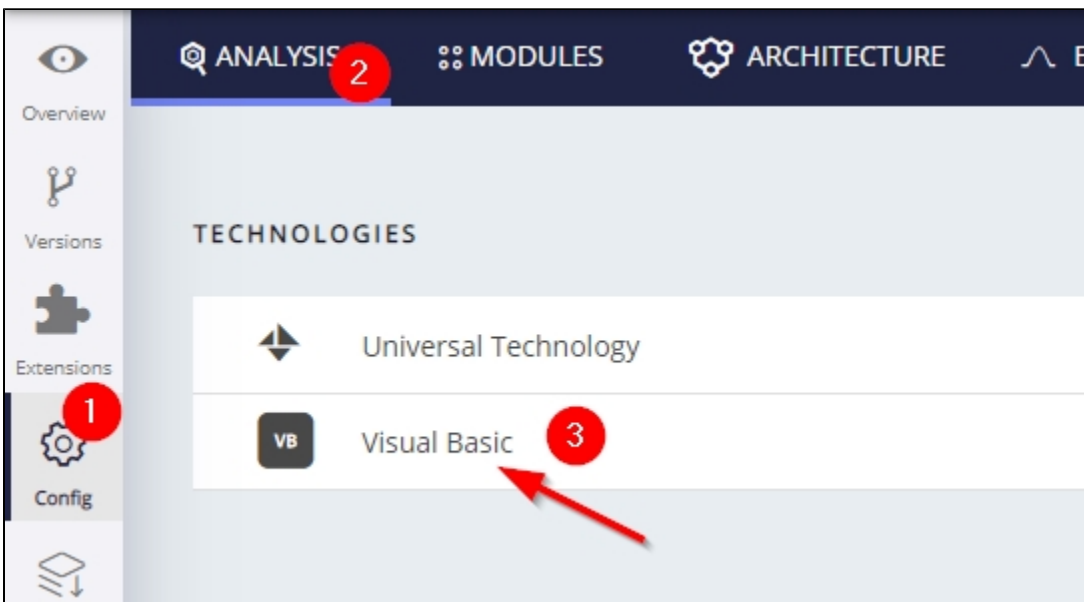 Overview
Versions
Extensions
1
Config
ANALYSIS
2
MODULES
ARCHITECTURE
TECHNOLOGIES
Universal Technology
VB
Visual Basic
3